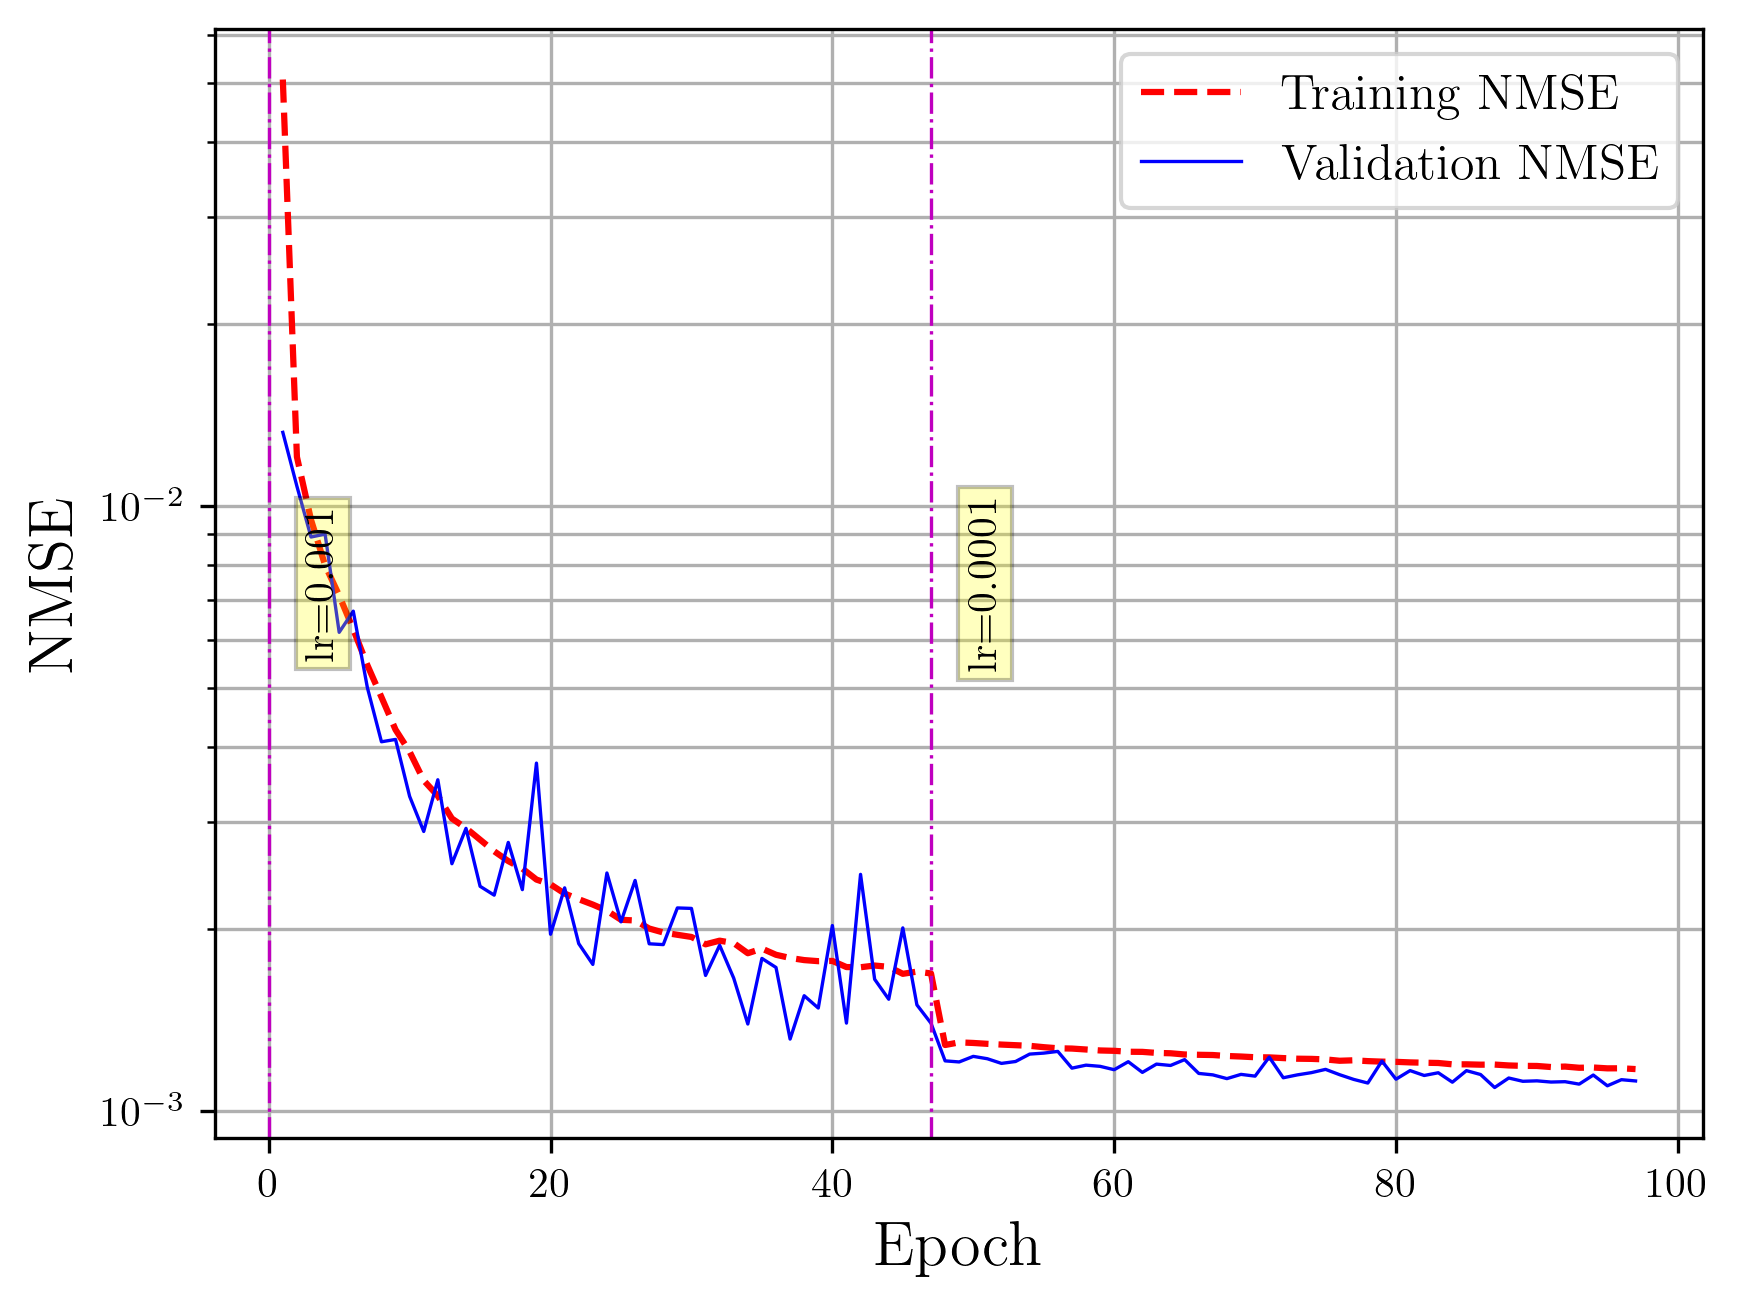 Training NMSE
Validation NMSE
NMSE
10⁻²
10⁻³
lr=0.001
lr=0.0001
0 20 40 60 80 100
Epoch